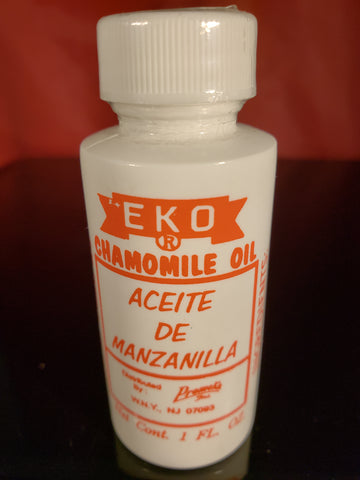 EKO
®
CHAMOMILE OIL
ACEITE
DE
MANZANILLA
Distributed
By:
W.N.Y., NJ 07093
Cont. 1 FL. OZ.